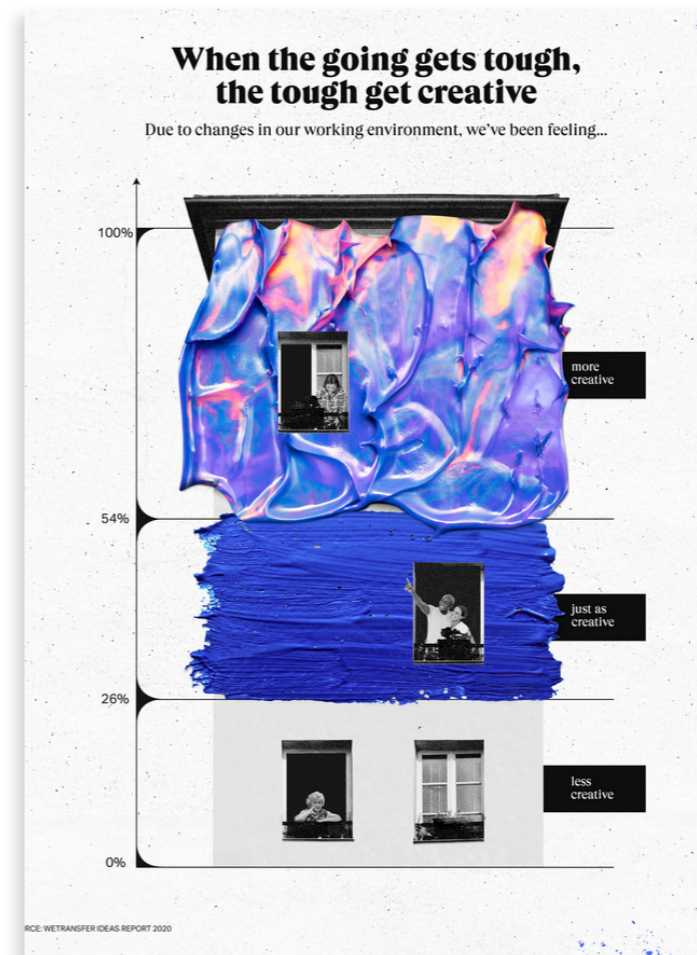 When the going gets tough,
the tough get creative
Due to changes in our working environment, we’ve been feeling...
100%
more
creative
54%
just as
creative
26%
less
creative
0%
RCE: WETRANSFER IDEAS REPORT 2020